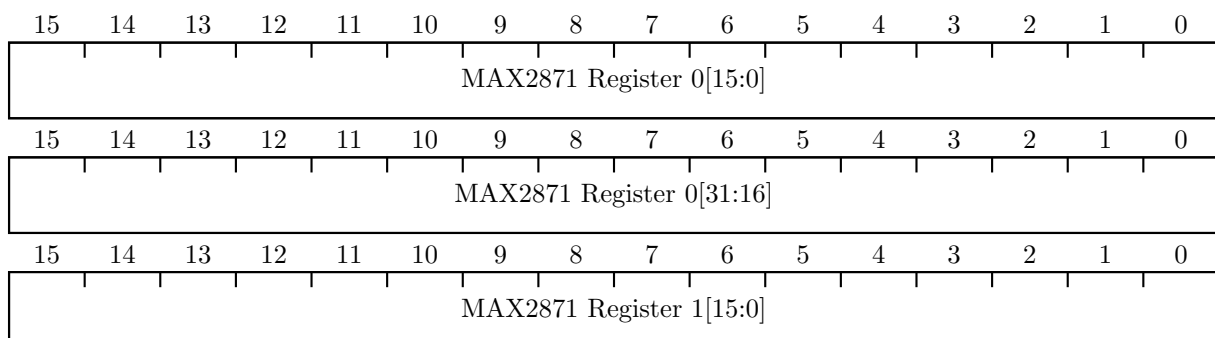 15 14 13 12 11 10 9 8 7 6 5 4 3 2 1 0
MAX2871 Register 0[15:0]
15 14 13 12 11 10 9 8 7 6 5 4 3 2 1 0
MAX2871 Register 0[31:16]
15 14 13 12 11 10 9 8 7 6 5 4 3 2 1 0
MAX2871 Register 1[15:0]